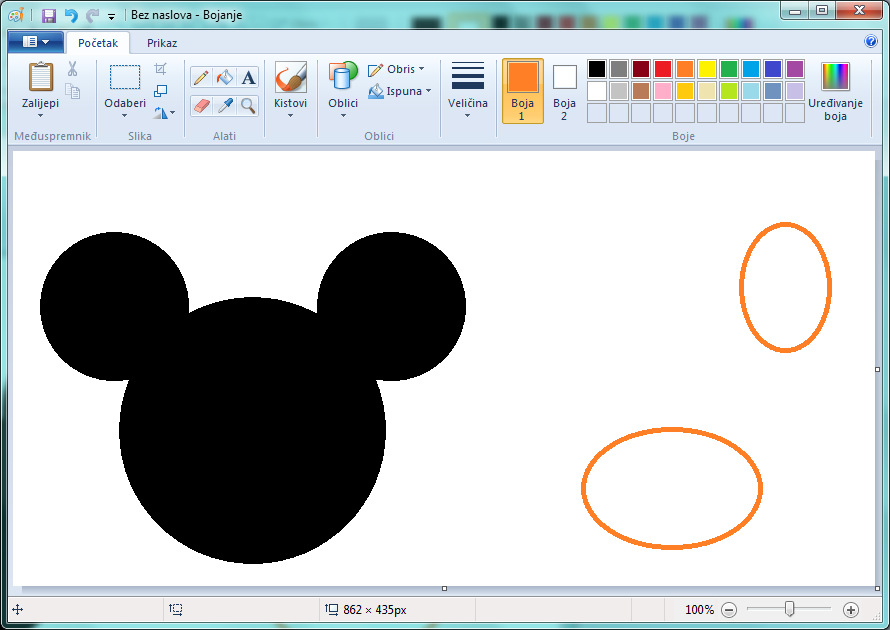 Bez naslova - Bojanje
Početak Prikaz
Zalijepi
Međuspremnik
Odaberi
Slika
A
Alati
Kistovi
Oblici
Obris
Ispuna
Oblici
Veličina
Boja
1
Boja
2
Uređivanje
boja
Boje
862 × 435px
100%